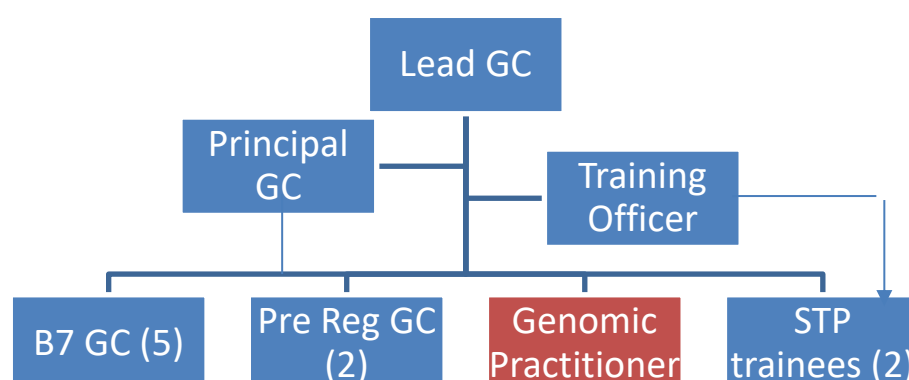 Lead GC
Principal
GC
Training
Officer
B7 GC (5)
Pre Reg GC
(2)
Genomic
Practitioner
STP
trainees (2)